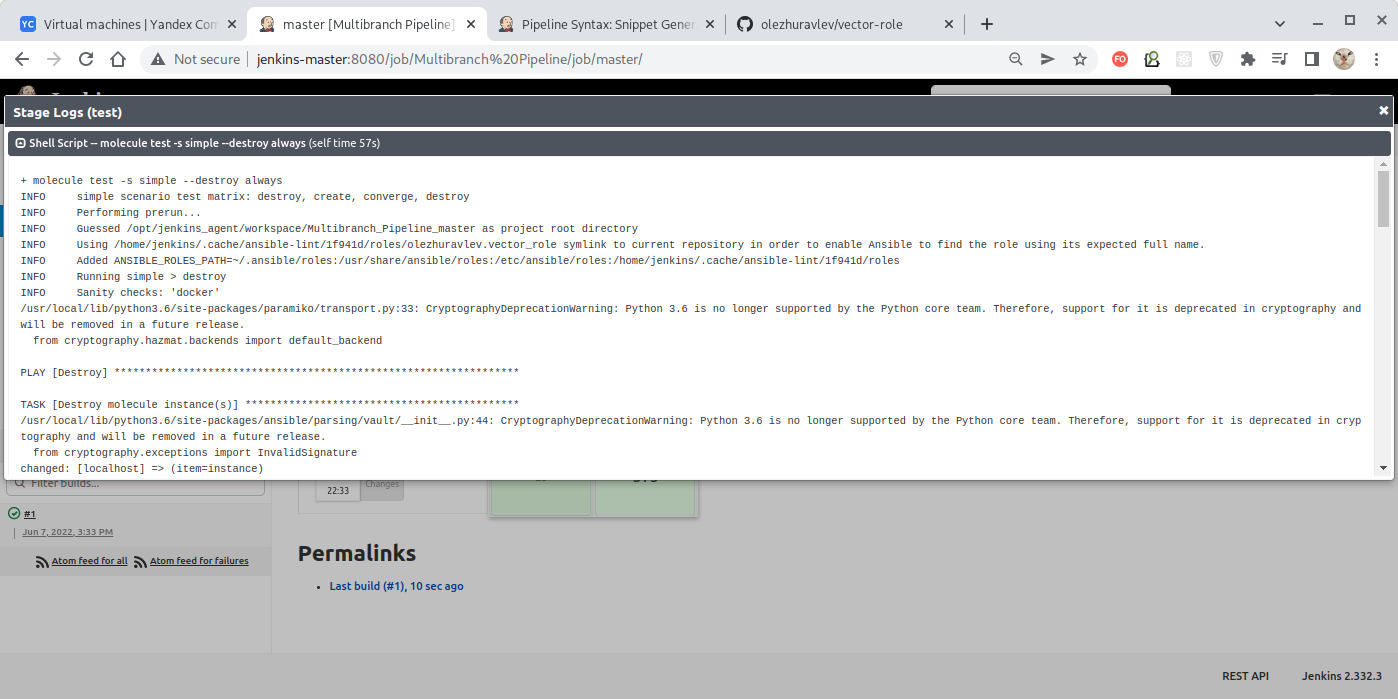 Virtual machines | Yandex Com
master [Multibranch Pipeline]
Pipeline Syntax: Snippet Gener
olezhuravlev/vector-role
Not secure
jenkins-master:8080/job/Multibranch%20Pipeline/job/master/
Stage Logs (test)
Shell Script -- molecule test -s simple --destroy always (self time 57s)
+ molecule test -s simple --destroy always
INFO     simple scenario test matrix: destroy, create, converge, destroy
INFO     Performing prerun...
INFO     Guessed /opt/jenkins_agent/workspace/Multibranch_Pipeline_master as project root directory
INFO     Using /home/jenkins/.cache/ansible-lint/1f941d/roles/olezhuravlev.vector_role symlink to current repository in order to enable Ansible to find the role using its expected full name.
INFO     Added ANSIBLE_ROLES_PATH=~/.ansible/roles:/usr/share/ansible/roles:/etc/ansible/roles:/home/jenkins/.cache/ansible-lint/1f941d/roles
INFO     Running simple > destroy
INFO     Sanity checks: 'docker'
/usr/local/lib/python3.6/site-packages/paramiko/transport.py:33: CryptographyDeprecationWarning: Python 3.6 is no longer supported by the Python core team. Therefore, support for it is deprecated in cryptography and
will be removed in a future release.
  from cryptography.hazmat.backends import default_backend
PLAY [Destroy] *****************************************************************
TASK [Destroy molecule instance(s)] ********************************************
/usr/local/lib/python3.6/site-packages/ansible/parsing/vault/__init__.py:44: CryptographyDeprecationWarning: Python 3.6 is no longer supported by the Python core team. Therefore, support for it is deprecated in cryp
tography and will be removed in a future release.
  from cryptography.exceptions import InvalidSignature
changed: [localhost] => (item=instance)
Filter builds...
22:33
Changes
#1
Jun 7, 2022, 3:33 PM
Atom feed for all
Atom feed for failures
Permalinks
Last build (#1), 10 sec ago
REST API
Jenkins 2.332.3